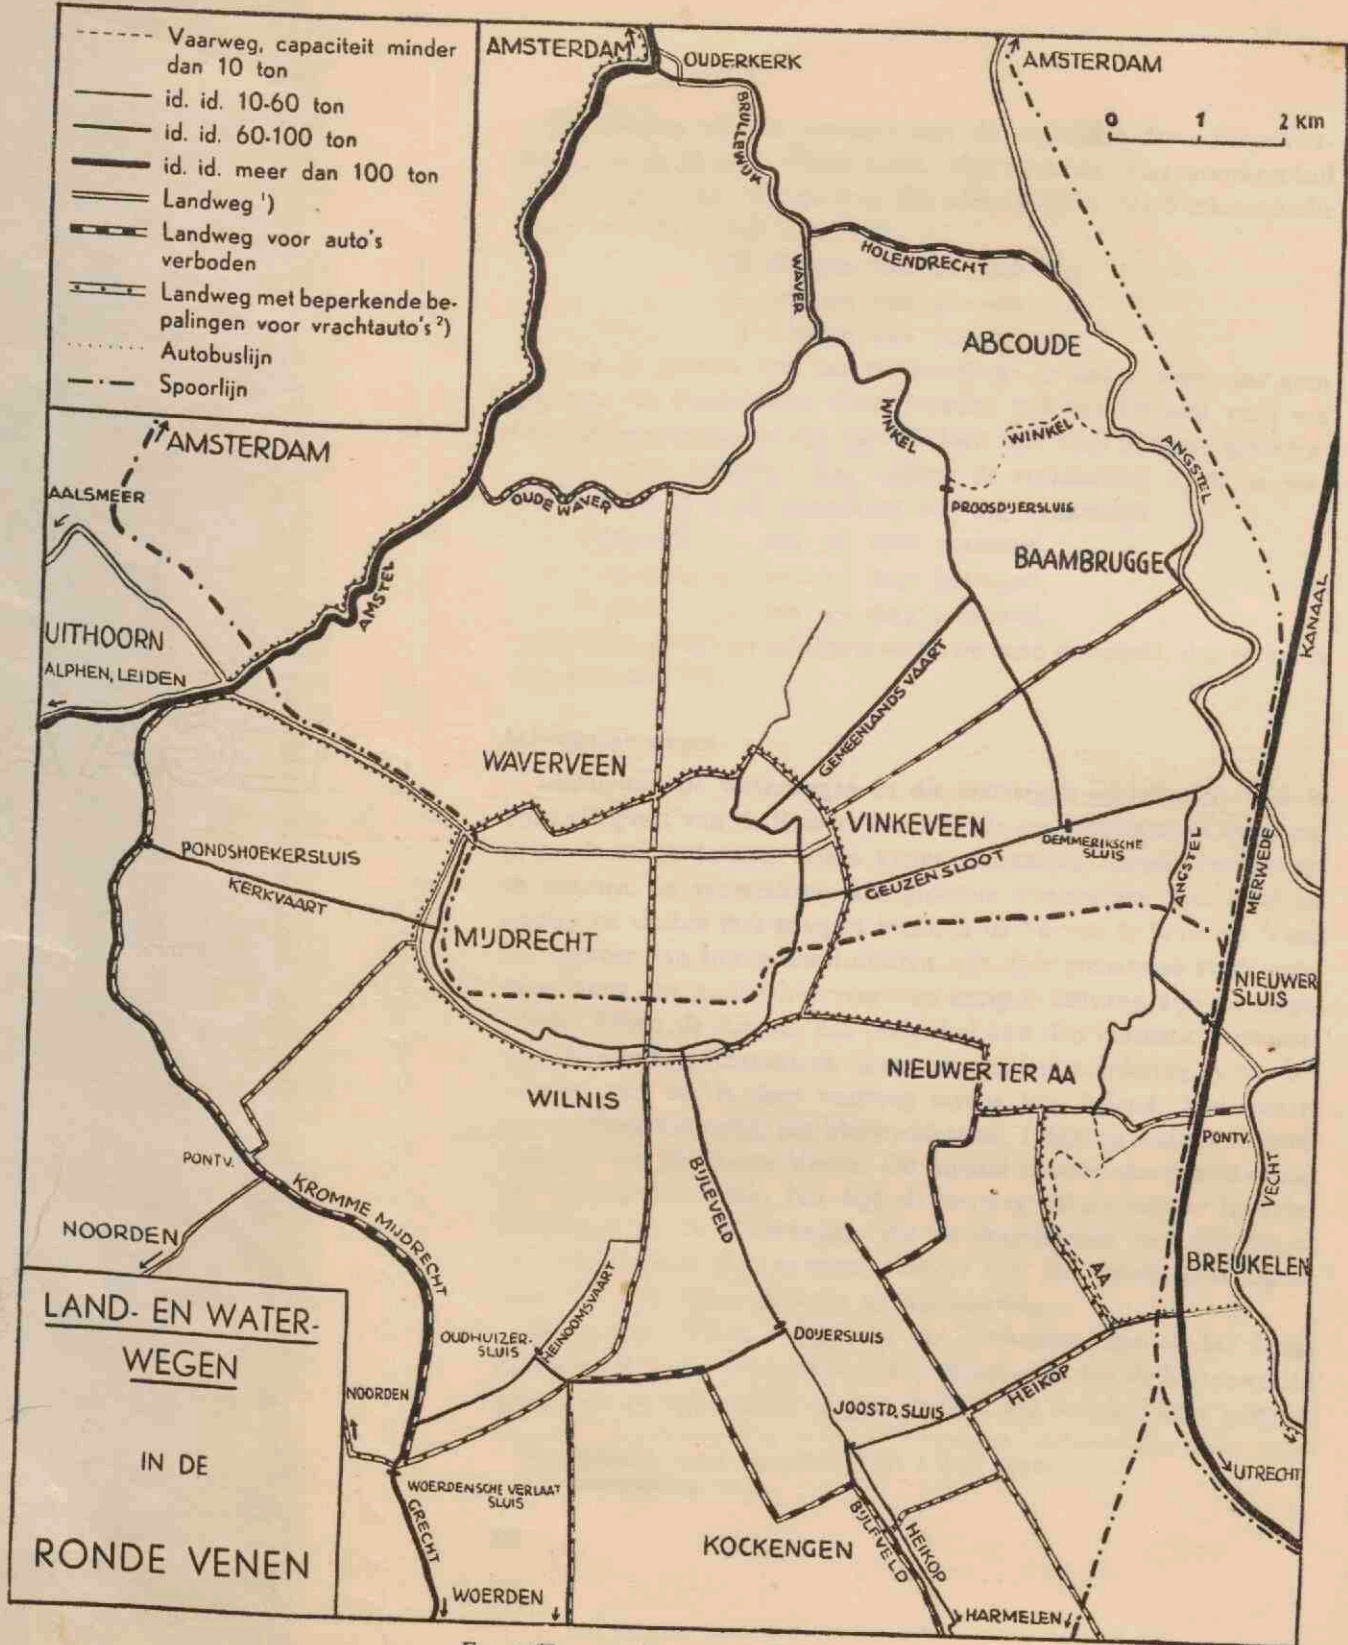 Vaarweg, capaciteit minder
dan 10 ton
id. id. 10-60 ton
id. id. 60-100 ton
id. id. meer dan 100 ton
Landweg ¹)
Landweg voor auto's
verboden
Landweg met beperkende be-
palingen voor vrachtauto's ²)
Autobuslijn
Spoorlijn
AMSTERDAM
OUDERKERK
AMSTERDAM
0 1 2 KM
BRULLEWIJK
HOLENDRECHT
WAVER
ABCOUDE
AMSTERDAM
WINKEL
WINKEL
ANGSTEL
AALSMEER
OUDE WAVER
PROOSDIJERSLUIS
BAAMBRUGGE
AMSTEL
KANAAL
UITHOORN
ALPHEN, LEIDEN
GEMEENLANDS VAART
WAVERVEEN
VINKEVEEN
DEMMERIKSCHE
SLUIS
PONDSHOEKERSLUIS
GEUZENSLOOT
ANGSTEL
MERWEDE
KERKVAART
MIJDRECHT
NIEUWER
SLUIS
NIEUWER TER AA
WILNIS
PONTV.
PONTV.
BIJLEVELD
VECHT
KROMME MIJDRECHT
NOORDEN
AA
BREUKELEN
LAND- EN WATER-
WEGEN
IN DE
RONDE VENEN
HEINOOMSVAART
OUDHUIZER-
SLUIS
DOIJERSLUIS
HEIKOP
NOORDEN
JOOSTD. SLUIS
UTRECHT
WOERDENSCHE VERLAAT
SLUIS
GRECHT
KOCKENGEN
BIJLEVELD
HEIKOP
WOERDEN
HARMELEN